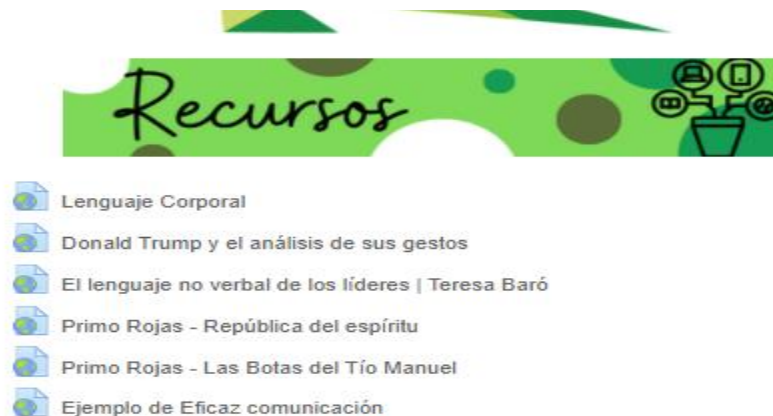 Recursos
Lenguaje Corporal
Donald Trump y el análisis de sus gestos
El lenguaje no verbal de los líderes | Teresa Baró
Primo Rojas - República del espíritu
Primo Rojas - Las Botas del Tío Manuel
Ejemplo de Eficaz comunicación